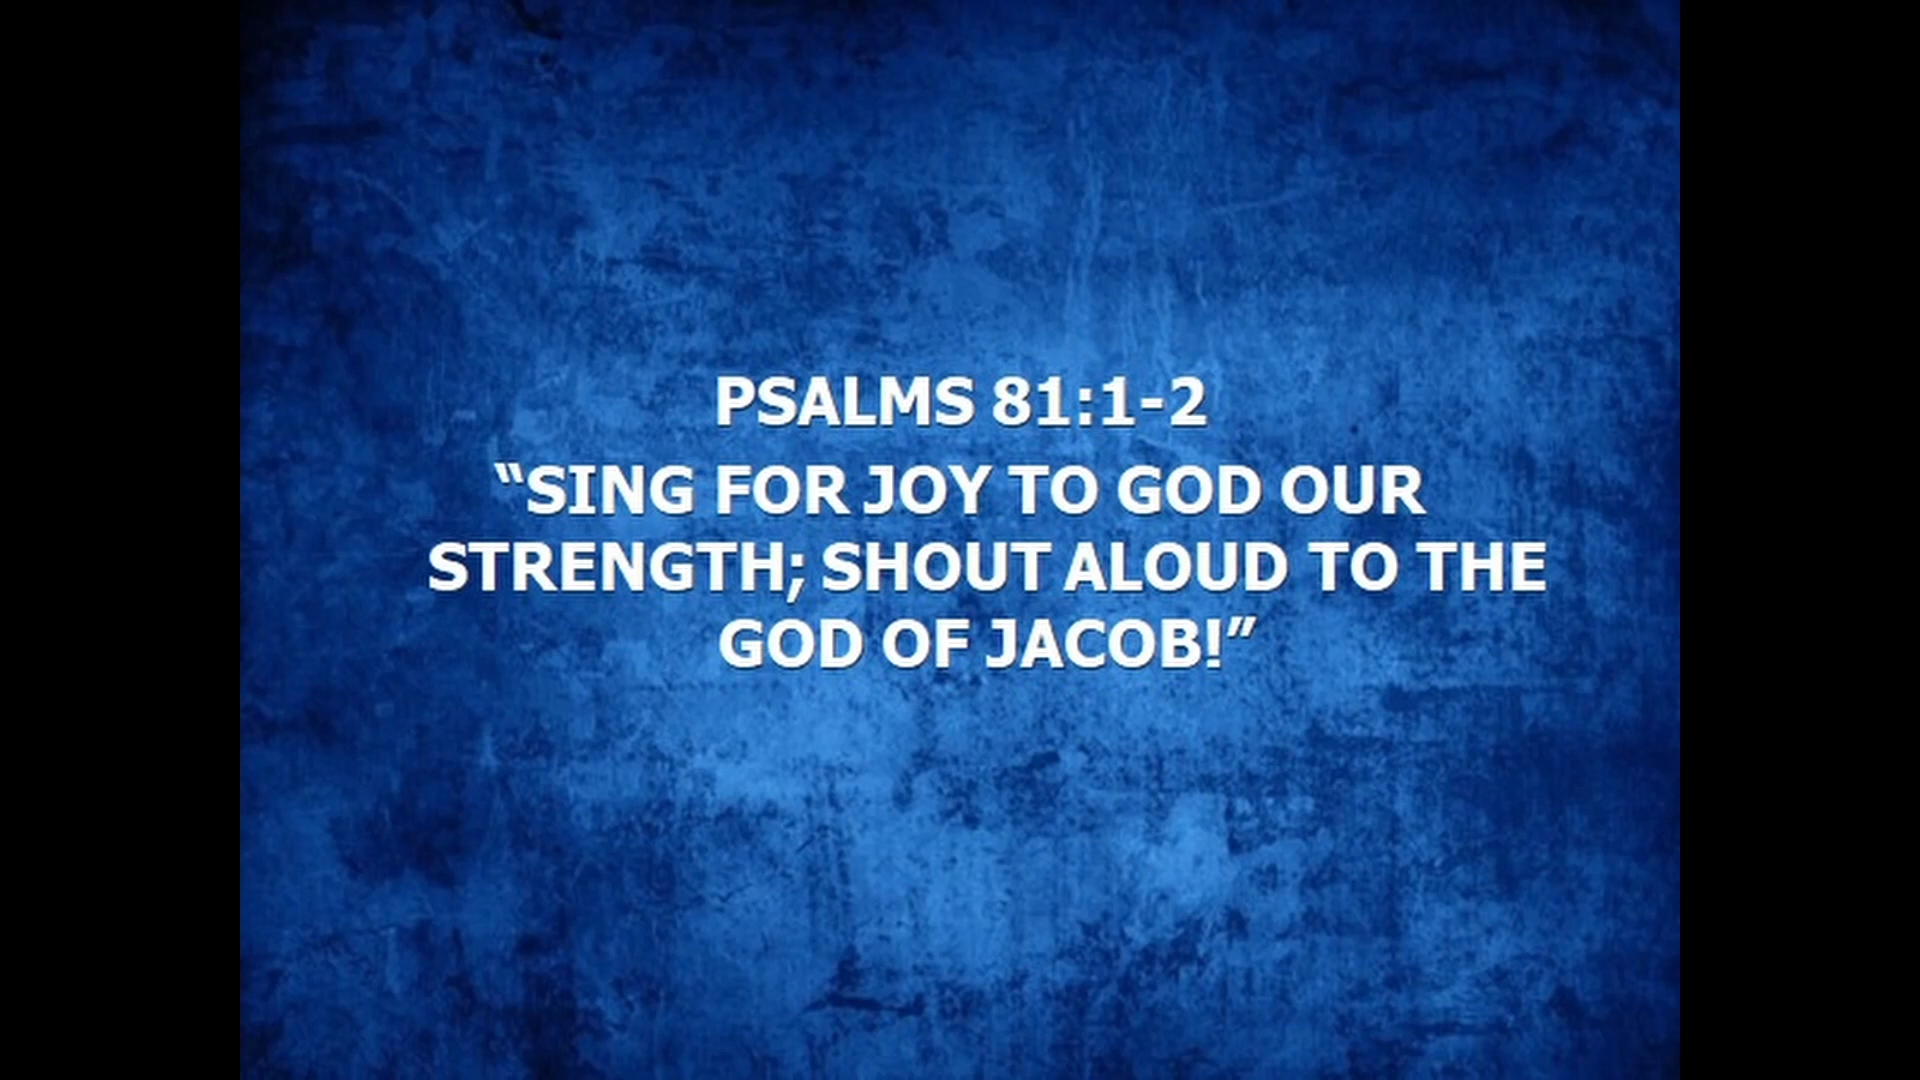 PSALMS 81:1-2
“SING FOR JOY TO GOD OUR
STRENGTH; SHOUT ALOUD TO THE
GOD OF JACOB!”